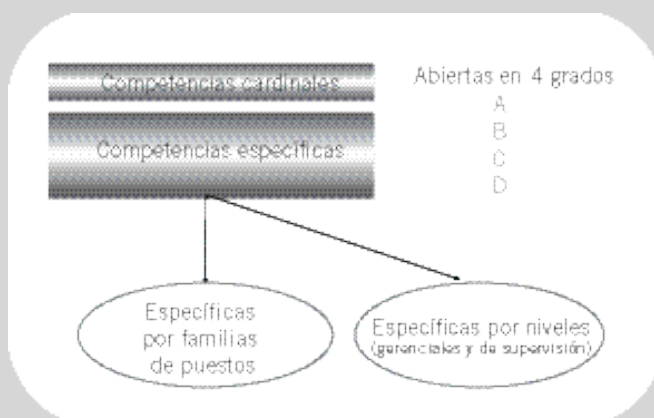 Competencias cardinales
Competencias específicas
Abiertas en 4 grados
A
B
C
D
Específicas
por familias
de puestos
Específicas por niveles
(gerenciales y de supervisión)